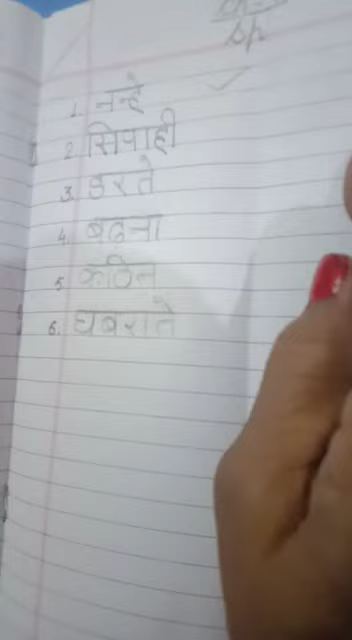 1. नन्हे
2. सिपाही
3. डरते
4. बढ़ना
5. कठिन
6. घबराते